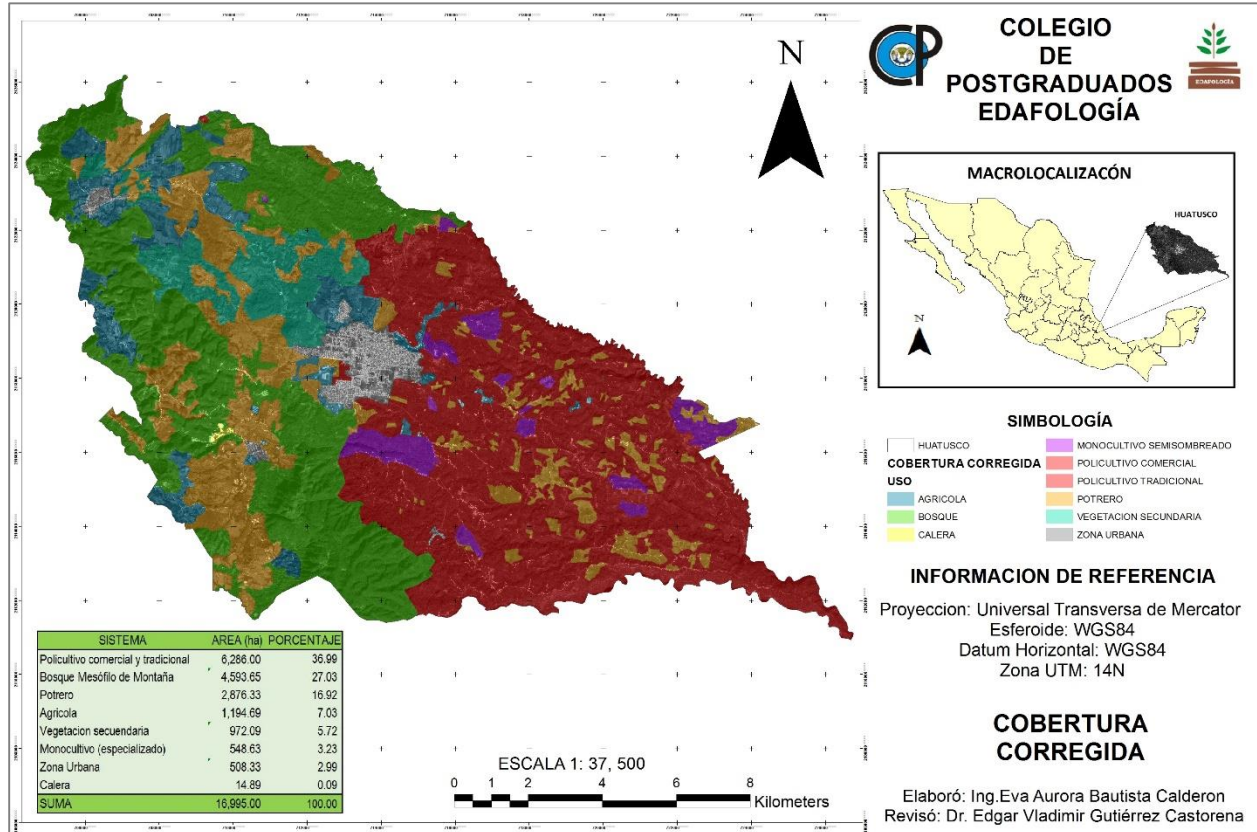 N
SISTEMA AREA (ha) PORCENTAJE
Policultivo comercial y tradicional 6,286.00 36.99
Bosque Mesófilo de Montaña 4,593.65 27.03
Potrero 2,876.33 16.92
Agricola 1,194.69 7.03
Vegetacion secuendaria 972.09 5.72
Monocultivo (especializado) 548.63 3.23
Zona Urbana 508.33 2.99
Calera 14.89 0.09
SUMA 16,995.00 100.00
ESCALA 1: 37, 500
0 1 2 4 6 8
Kilometers
CP
COLEGIO
DE
POSTGRADUADOS
EDAFOLOGÍA
EDAFOLOGÍA
MACROLOCALIZACÓN
HUATUSCO
N
SIMBOLOGÍA
HUATUSCO
COBERTURA CORREGIDA
USO
AGRICOLA
BOSQUE
CALERA
MONOCULTIVO SEMISOMBREADO
POLICULTIVO COMERCIAL
POLICULTIVO TRADICIONAL
POTRERO
VEGETACION SECUNDARIA
ZONA URBANA
INFORMACION DE REFERENCIA
Proyeccion: Universal Transversa de Mercator
Esferoide: WGS84
Datum Horizontal: WGS84
Zona UTM: 14N
COBERTURA
CORREGIDA
Elaboró: Ing.Eva Aurora Bautista Calderon
Revisó: Dr. Edgar Vladimir Gutiérrez Castorena